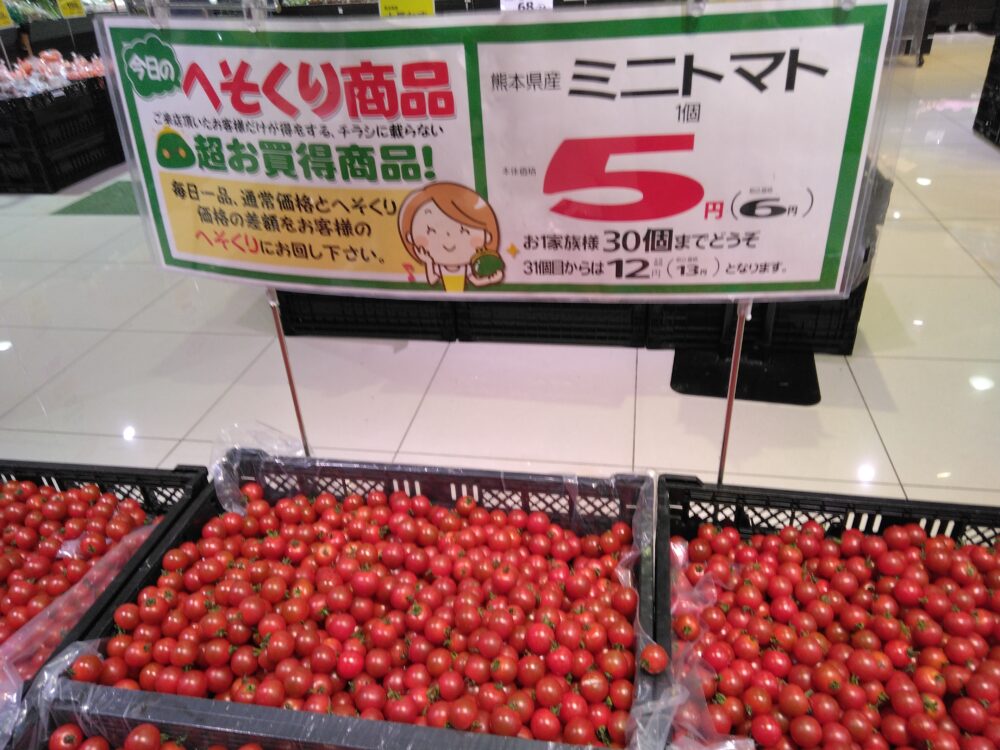 今日の
へそくり商品
ご来店頂いたお客様だけが得をする、チラシに載らない
超お買得商品!
毎日一品、通常価格とへそくり
価格の差額をお客様の
へそくりにお回し下さい。
熊本県産 ミニトマト
1個
本体価格 5円 (税込価格 6円)
お1家族様 30個までどうぞ
31個目からは 12円 (13円) となります。
68